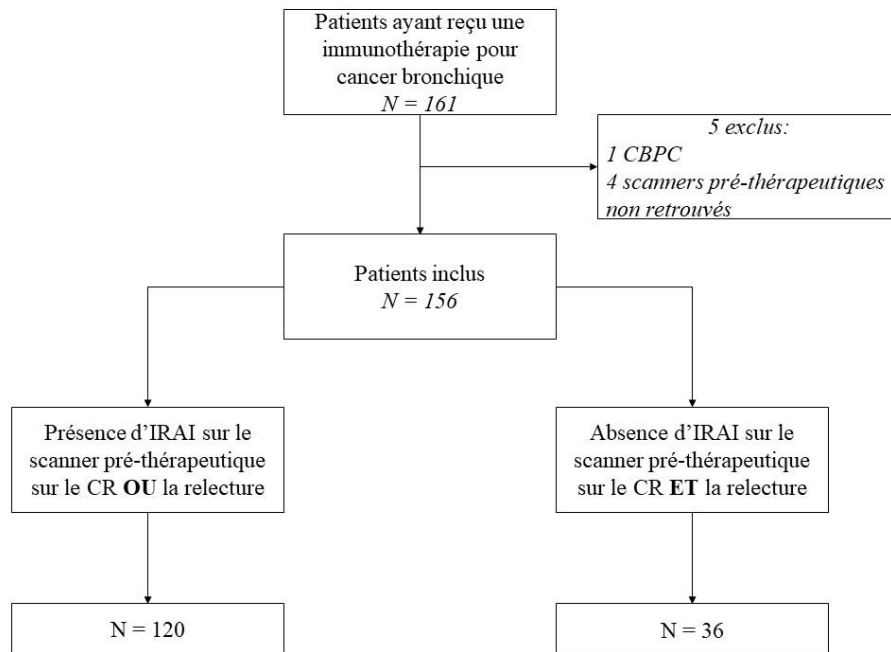 Patients ayant reçu une
immunothérapie pour
cancer bronchique
N = 161
5 exclus:
1 CBPC
4 scanners pré-thérapeutiques
non retrouvés
Patients inclus
N = 156
Présence d'IRAI sur le
scanner pré-thérapeutique
sur le CR OU la relecture
Absence d'IRAI sur le
scanner pré-thérapeutique
sur le CR ET la relecture
N = 120
N = 36